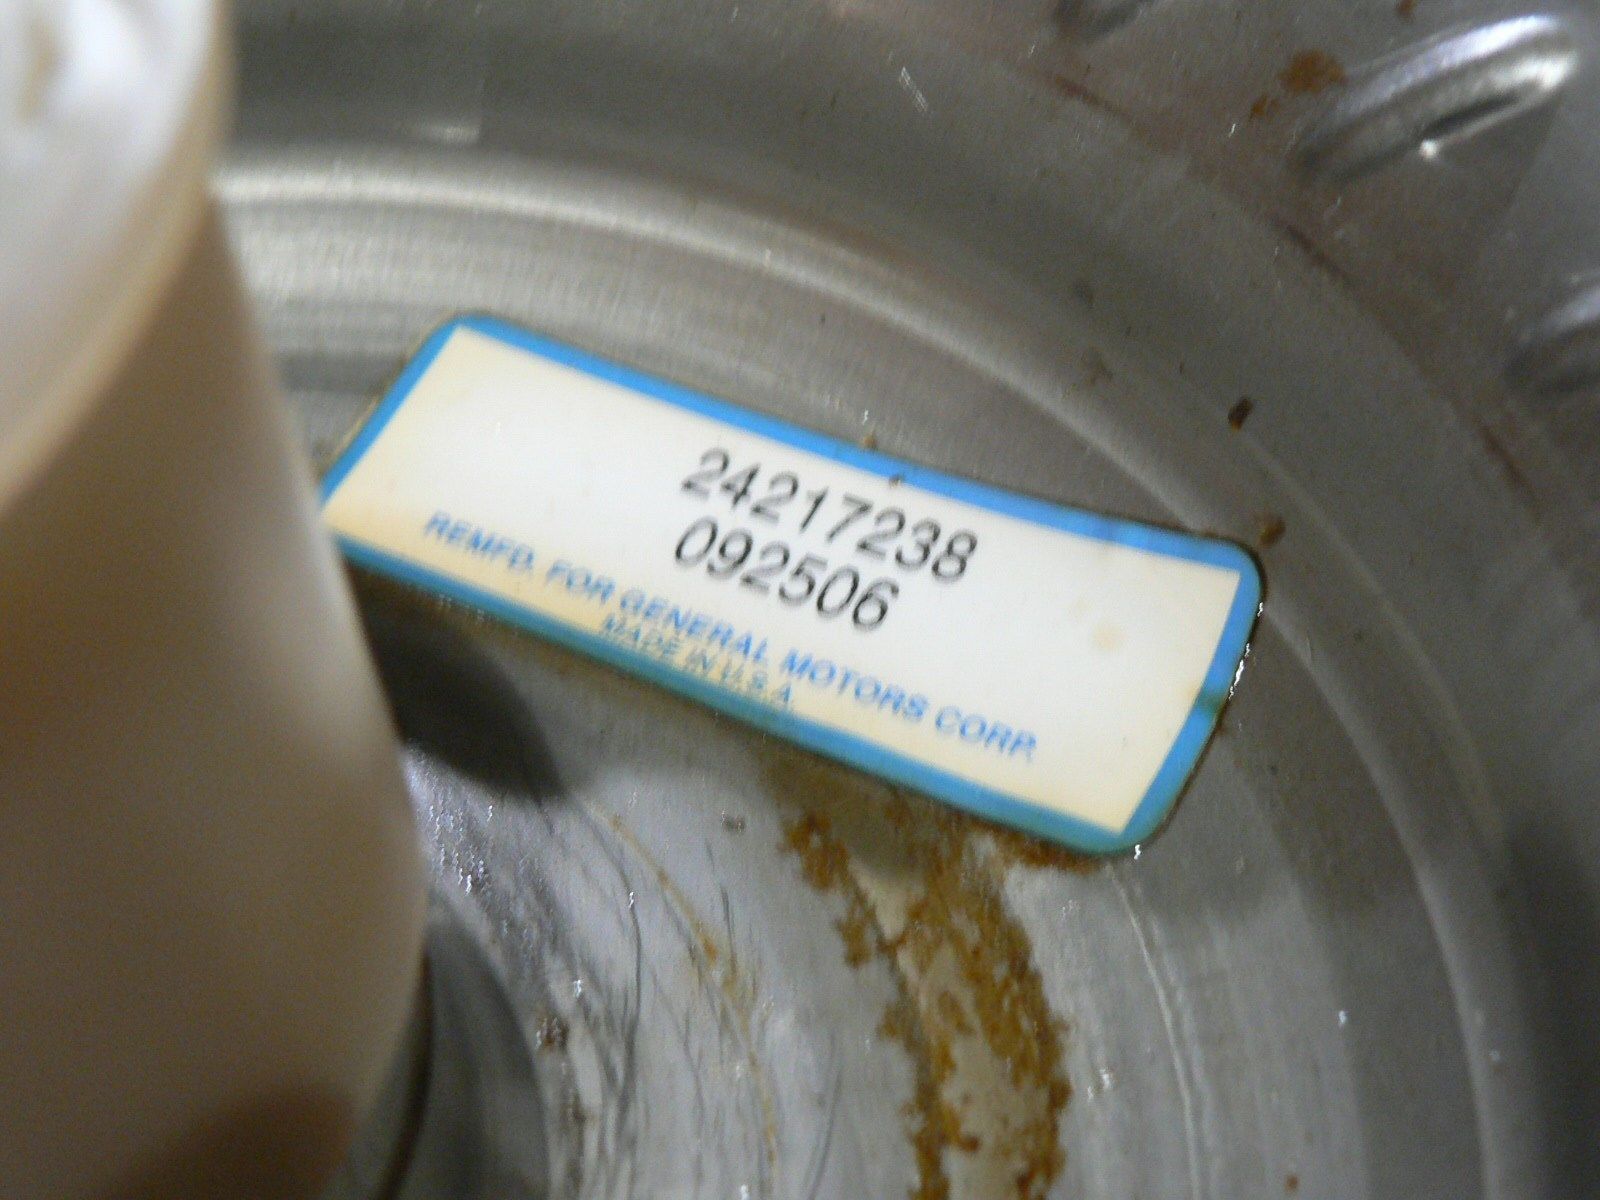 24217238
092506
REMFD. FOR GENERAL MOTORS CORP.
MADE IN U.S.A.